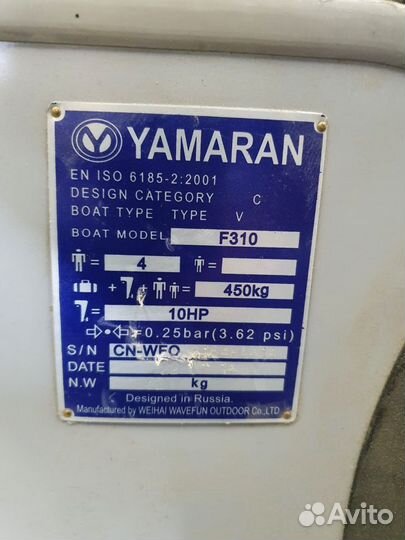 YAMARAN
EN ISO 6185-2:2001
DESIGN CATEGORY C
BOAT TYPE TYPE V
BOAT MODEL F310
= 4 =
+ + = 450kg
= 10HP
=0.25bar(3.62 psi)
S/N CN-WFO
DATE
N.W kg
Designed in Russia.
Manufactured by WEIHAI WAVEFUN OUTDOOR Co.,LTD
Avito